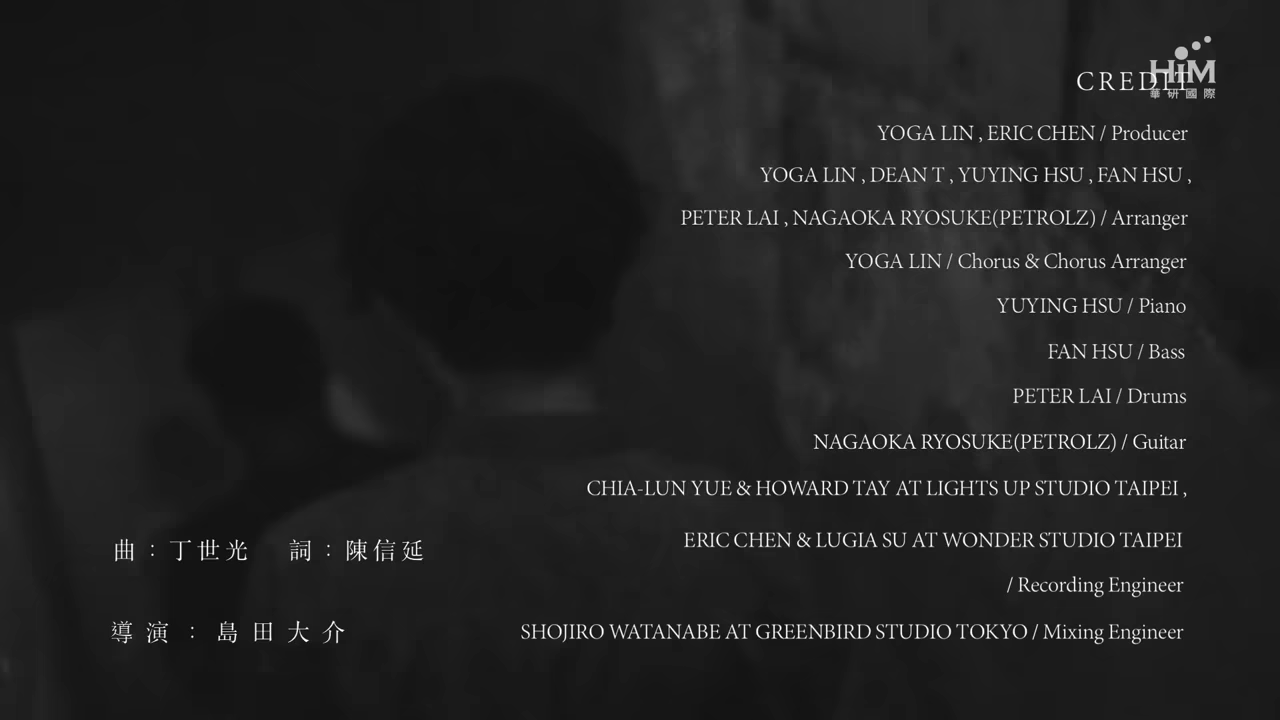 HiM
華研國際
CREDIT
YOGA LIN , ERIC CHEN / Producer
YOGA LIN , DEAN T , YUYING HSU , FAN HSU ,
PETER LAI , NAGAOKA RYOSUKE(PETROLZ) / Arranger
YOGA LIN / Chorus & Chorus Arranger
YUYING HSU / Piano
FAN HSU / Bass
PETER LAI / Drums
NAGAOKA RYOSUKE(PETROLZ) / Guitar
CHIA-LUN YUE & HOWARD TAY AT LIGHTS UP STUDIO TAIPEI ,
ERIC CHEN & LUGIA SU AT WONDER STUDIO TAIPEI
/ Recording Engineer
SHOJIRO WATANABE AT GREENBIRD STUDIO TOKYO / Mixing Engineer
曲：丁世光 詞：陳信延
導演：島田大介